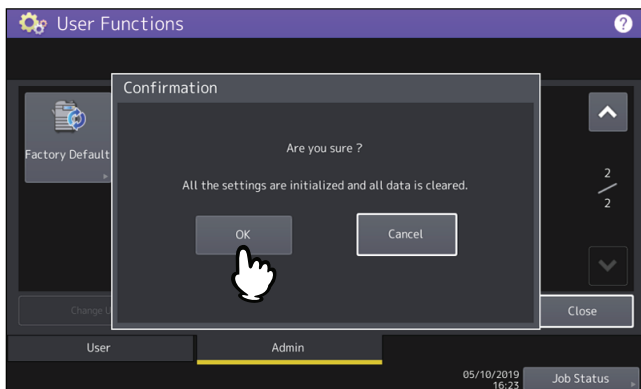 User Functions
?
Confirmation
Factory Default
Are you sure ?
All the settings are initialized and all data is cleared.
2
2
OK
Cancel
Change U
Close
User
Admin
05/10/2019
16:23
Job Status